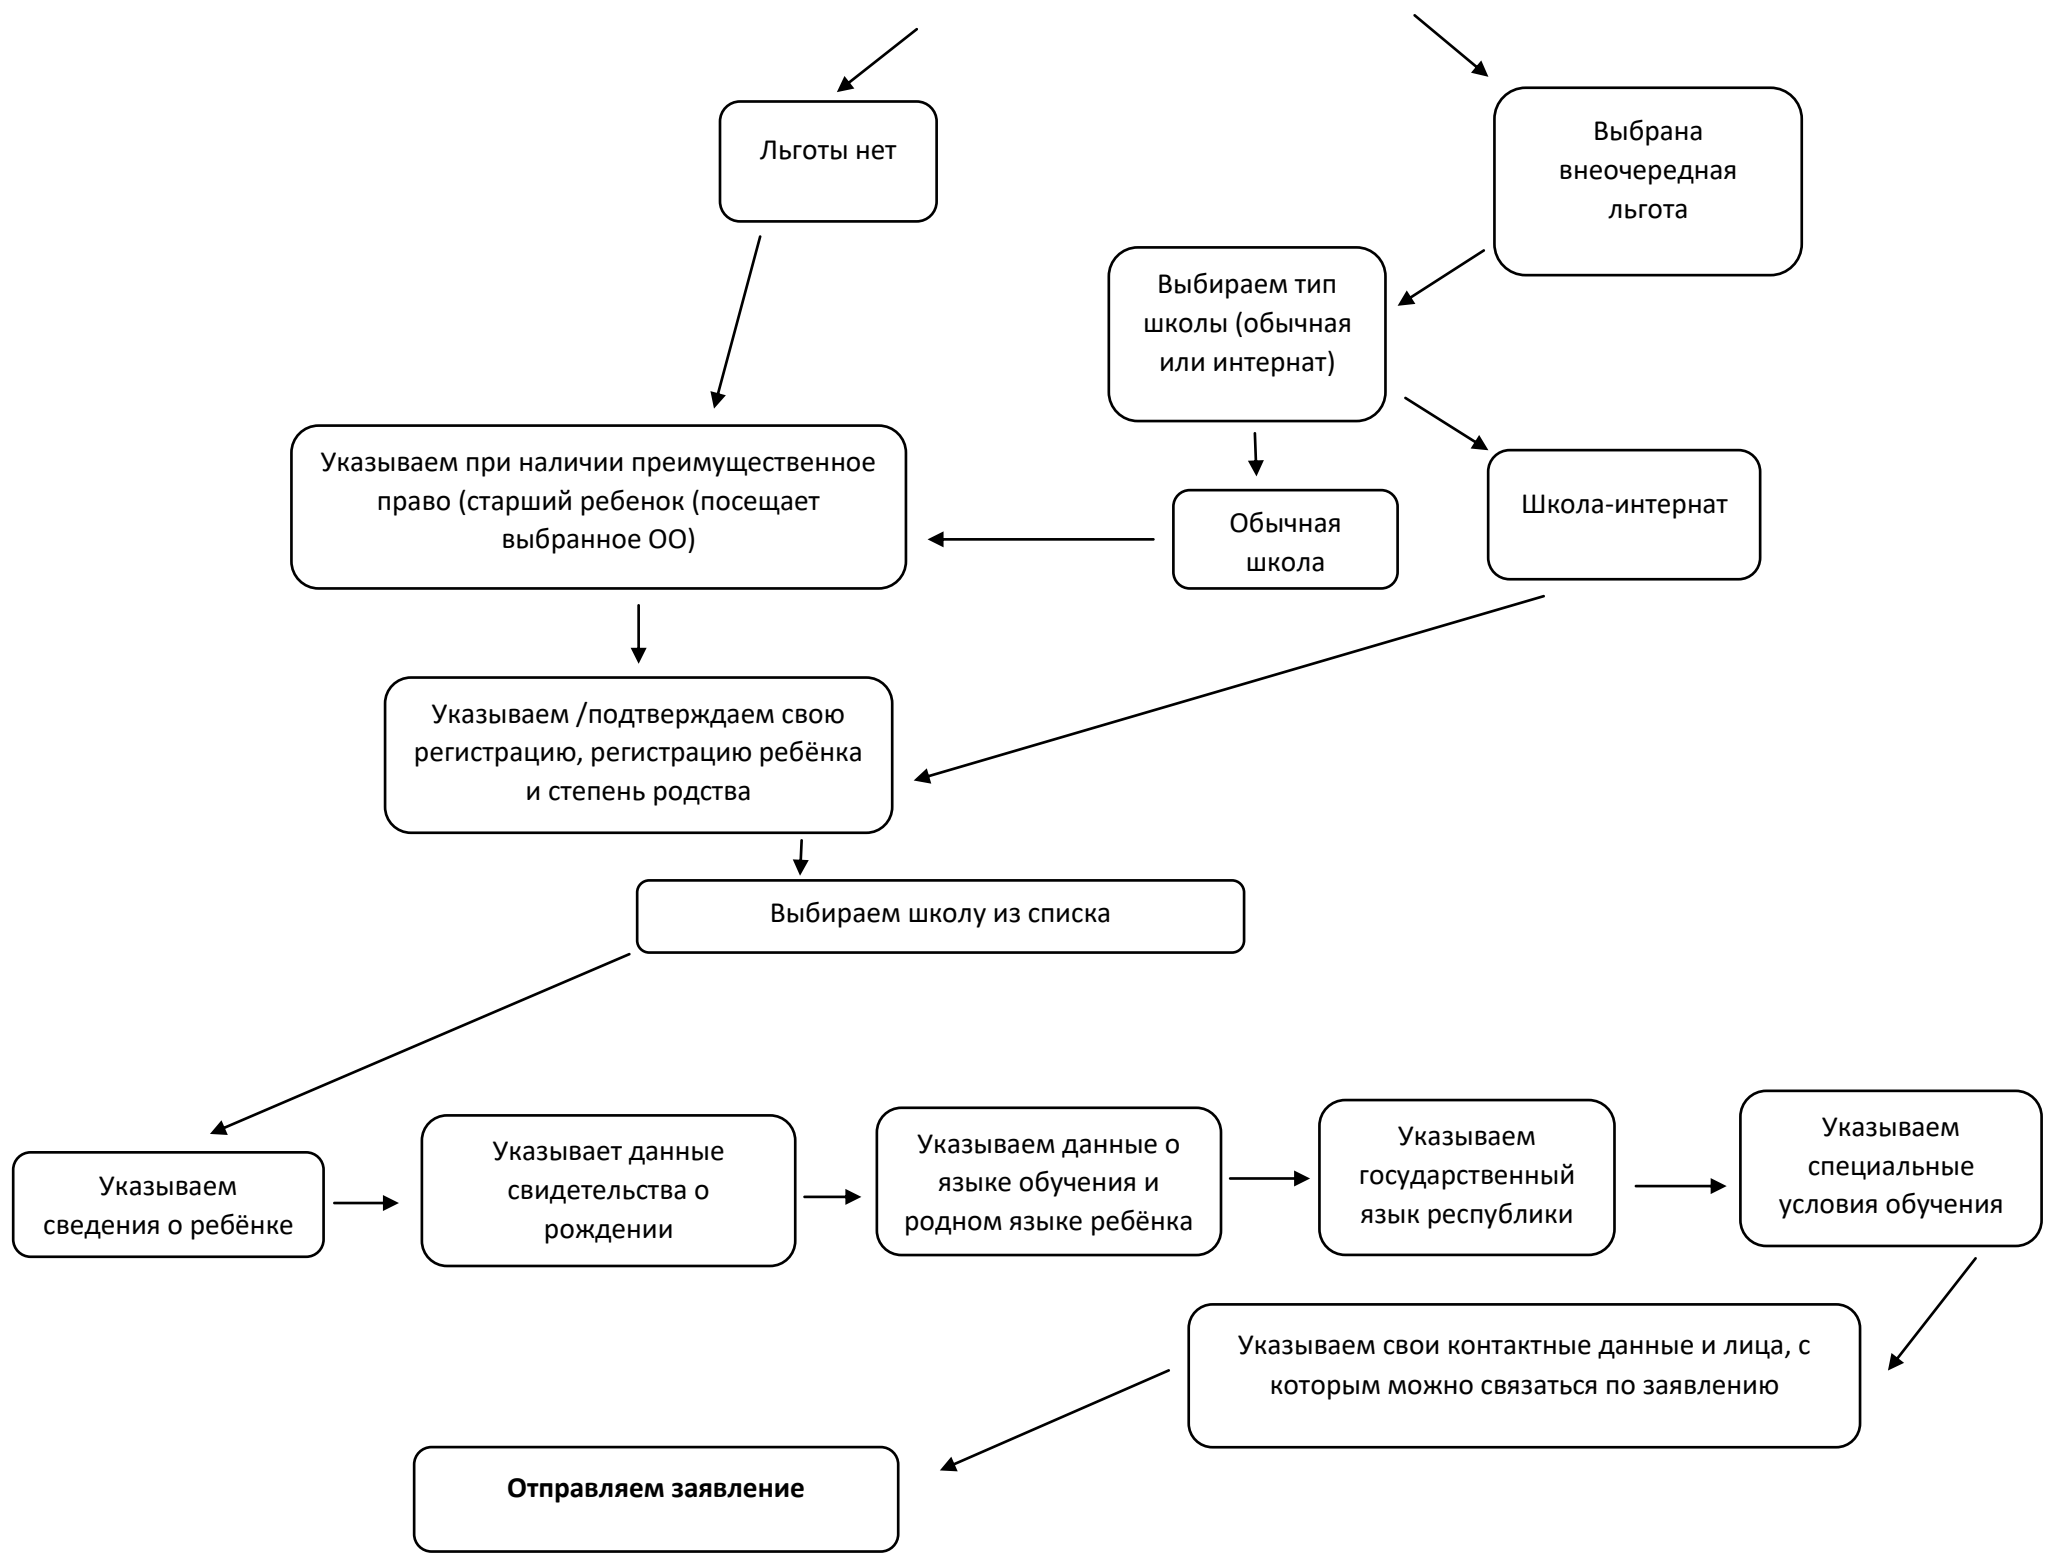 Льготы нет
Выбрана
внеочередная
льгота
Выбираем тип
школы (обычная
или интернат)
Указываем при наличии преимущественное
право (старший ребенок (посещает
выбранное ОО)
Обычная
школа
Школа-интернат
Указываем /подтверждаем свою
регистрацию, регистрацию ребёнка
и степень родства
Выбираем школу из списка
Указываем
сведения о ребёнке
Указывает данные
свидетельства о
рождении
Указываем данные о
языке обучения и
родном языке ребёнка
Указываем
государственный
язык республики
Указываем
специальные
условия обучения
Указываем свои контактные данные и лица, с
которым можно связаться по заявлению
Отправляем заявление